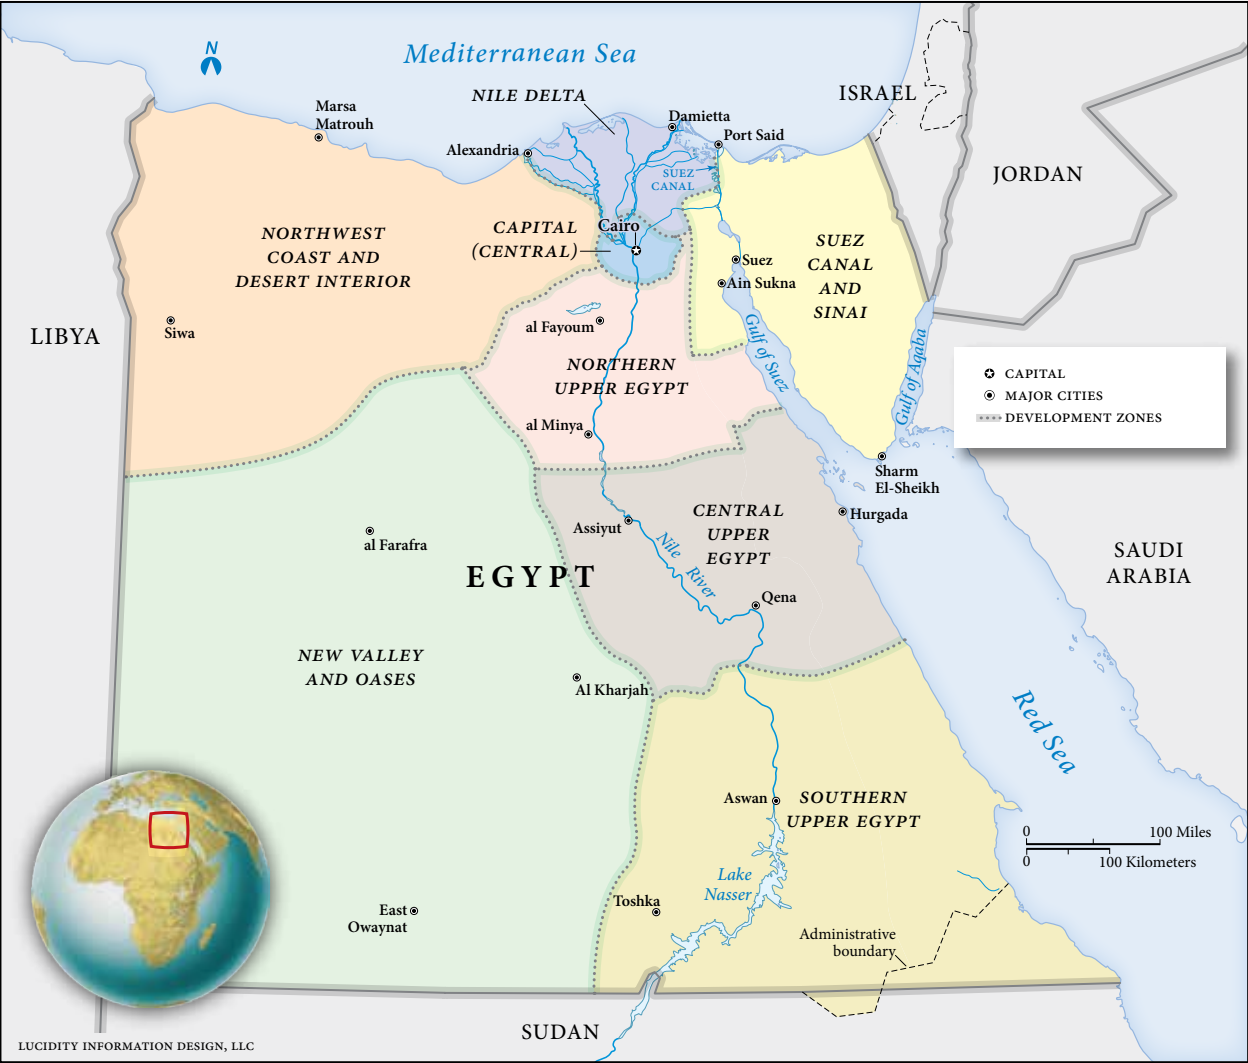 N
Mediterranean Sea
NILE DELTA
ISRAEL
Marsa
Matrouh
Damietta
Port Said
Alexandria
SUEZ
CANAL
JORDAN
Cairo
CAPITAL
(CENTRAL)
NORTHWEST
COAST AND
DESERT INTERIOR
SUEZ
CANAL
AND
SINAI
Suez
Ain Sukna
LIBYA
Siwa
al Fayoum
Gulf of Suez
Gulf of Aqaba
NORTHERN
UPPER EGYPT
CAPITAL
MAJOR CITIES
DEVELOPMENT ZONES
al Minya
Sharm
El-Sheikh
Hurgada
CENTRAL
UPPER
EGYPT
Assiyut
al Farafra
Nile River
EGYPT
SAUDI
ARABIA
Qena
NEW VALLEY
AND OASES
Al Kharjah
Red Sea
Aswan
SOUTHERN
UPPER EGYPT
0 100 Miles
0 100 Kilometers
Lake
Nasser
Toshka
East
Owaynat
Administrative
boundary
SUDAN
LUCIDITY INFORMATION DESIGN, LLC